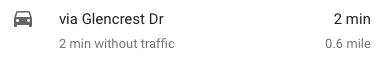 via Glencrest Dr 2 min
2 min without traffic 0.6 mile